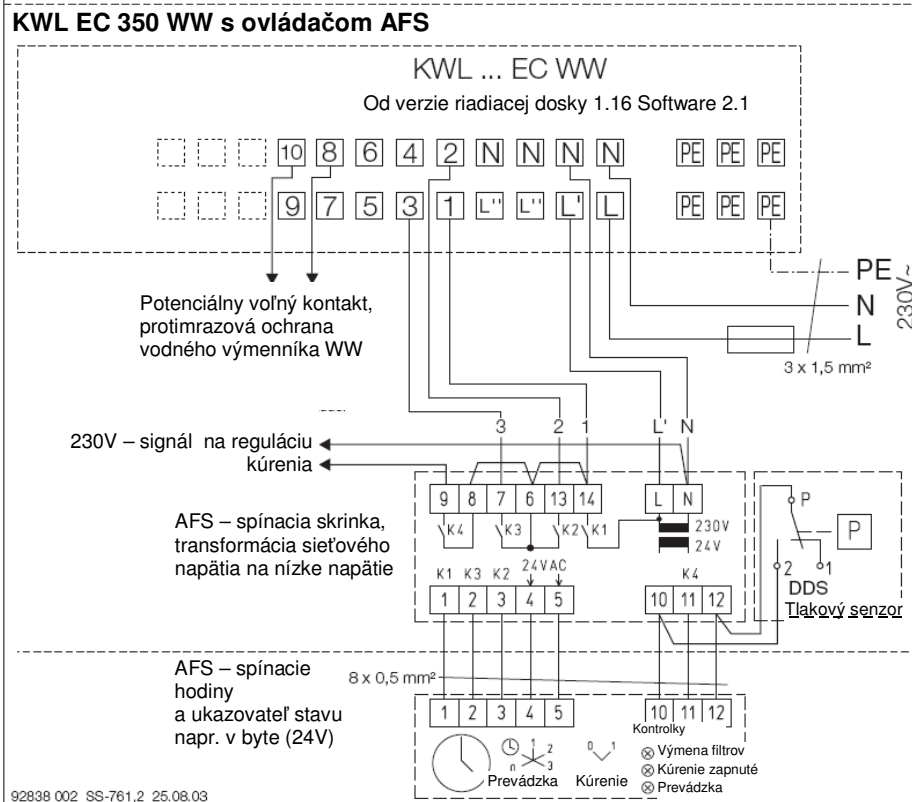 KWL EC 350 WW s ovládačom AFS
KWL ... EC WW
Od verzie riadiacej dosky 1.16 Software 2.1
10 8 6 4 2 N N N N PE PE PE
9 7 5 3 1 L'' L'' L' L PE PE PE
PE
N
L
230V~
3 x 1,5 mm²
Potenciálny voľný kontakt,
protimrazová ochrana
vodného výmenníka WW
3 2 1 L' N
230V – signál na reguláciu
kúrenia
9 8 7 6 13 14 L N
K4 K3 K2 K1
230V
24V
AFS – spínacia skrinka,
transformácia sieťového
napätia na nízke napätie
K1 K3 K2 24VAC K4
1 2 3 4 5 10 11 12
P
P
2 1
DDS
Tlakový senzor
AFS – spínacie
hodiny
a ukazovateľ stavu
napr. v byte (24V)
8 x 0,5 mm²
1 2 3 4 5 10 11 12
Kontrolky
1 2 3 n
Prevádzka
0 1
Kúrenie
Výmena filtrov
Kúrenie zapnuté
Prevádzka
92838 002 SS-761,2 25.08.03